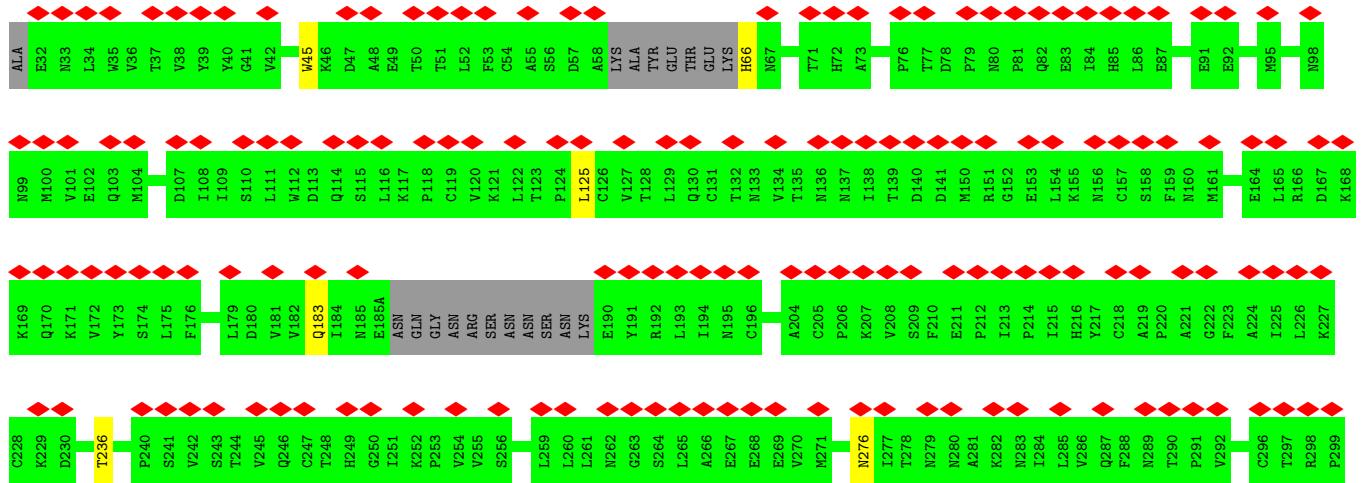 ALA E32 N33 L34 W35 V36 T37 V38 Y39 Y40 G41 V42 W45 K46 D47 A48 E49 T50 T51 L52 F53 C54 A55 S56 D57 A58 LYS ALA TYR GLU THR GLU LYS H66 N67 T71 H72 A73 P76 T77 D78 P79 N80 P81 Q82 E83 I84 H85 L86 E87 E91 E92 M95 N98
N99 M100 V101 E102 Q103 M104 D107 I108 I109 S110 L111 W112 D113 Q114 S115 L116 K117 P118 C119 V120 K121 L122 T123 P124 L125 C126 V127 T128 L129 Q130 C131 T132 N133 V134 T135 N136 N137 I138 T139 D140 D141 M150 R151 G152 E153 L154 K155 N156 C157 S158 F159 N160 M161 E164 L165 R166 D167 K168
K169 Q170 K171 V172 Y173 S174 L175 F176 L179 D180 V181 V182 Q183 I184 N185 E185A ASN GLN GLY ASN ARG SER ASN ASN SER ASN LYS E190 Y191 R192 L193 I194 N195 C196 A204 C205 P206 K207 V208 S209 F210 E211 P212 I213 P214 I215 H216 Y217 C218 A219 P220 A221 G222 F223 A224 I225 L226 K227
C228 K229 D230 T236 P240 S241 V242 S243 T244 V245 Q246 C247 T248 H249 G250 I251 K252 P253 V254 V255 S256 L259 L260 L261 N262 G263 S264 L265 A266 E267 E268 E269 V270 M271 N276 I277 T278 N279 N280 A281 K282 N283 I284 L285 V286 Q287 F288 N289 T290 P291 V292 C296 T297 R298 P299